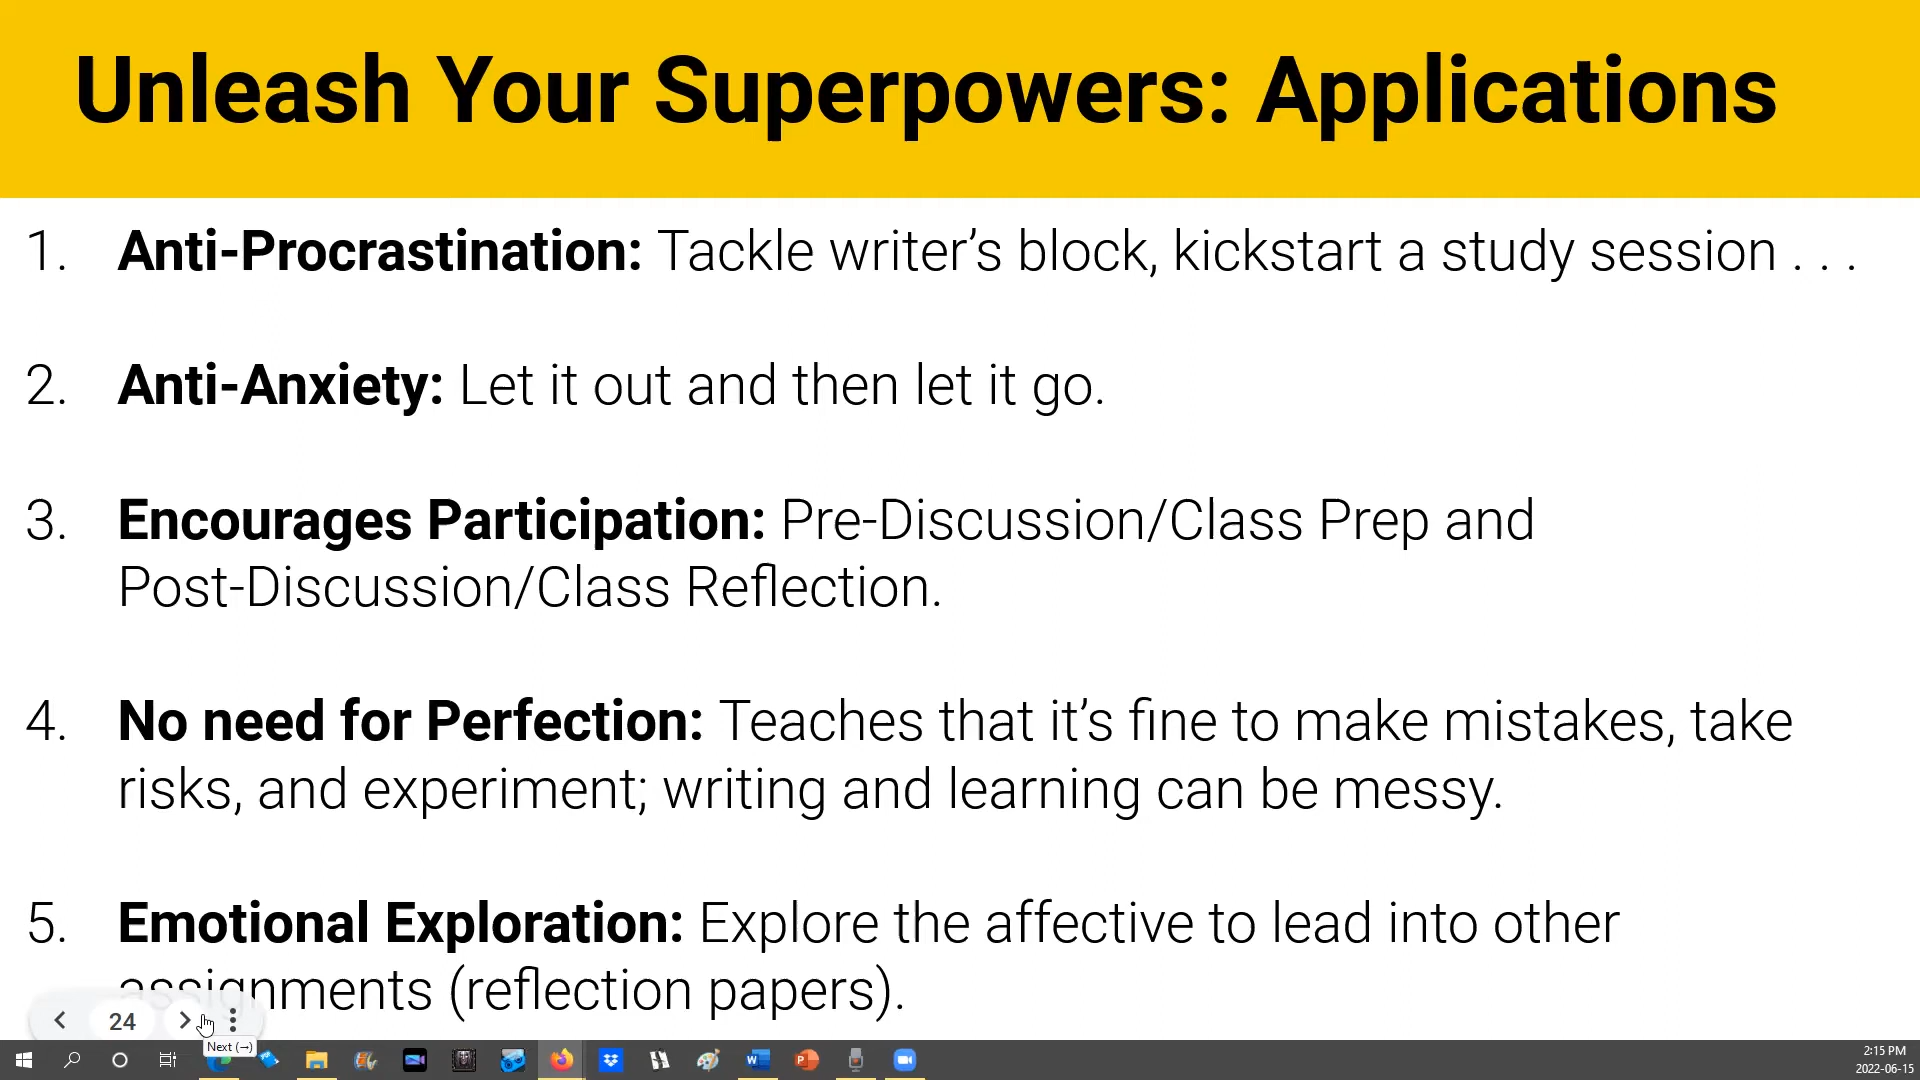 Unleash Your Superpowers: Applications
1. Anti-Procrastination: Tackle writer’s block, kickstart a study session . . .
2. Anti-Anxiety: Let it out and then let it go.
3. Encourages Participation: Pre-Discussion/Class Prep and
Post-Discussion/Class Reflection.
4. No need for Perfection: Teaches that it’s fine to make mistakes, take
risks, and experiment; writing and learning can be messy.
5. Emotional Exploration: Explore the affective to lead into other
assignments (reflection papers).
24
Next (→)
2:15 PM
2022-06-15